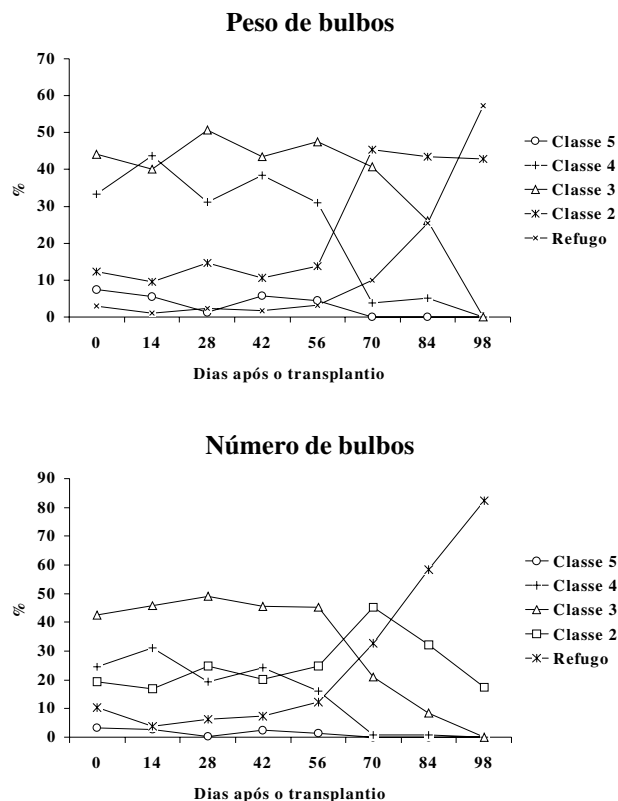 Peso de bulbos
70
60
50
40
30
20
10
0
%
0 14 28 42 56 70 84 98
Dias após o transplantio
Classe 5
Classe 4
Classe 3
Classe 2
Refugo
Número de bulbos
90
80
70
60
50
40
30
20
10
0
%
0 14 28 42 56 70 84 98
Dias após o transplantio
Classe 5
Classe 4
Classe 3
Classe 2
Refugo